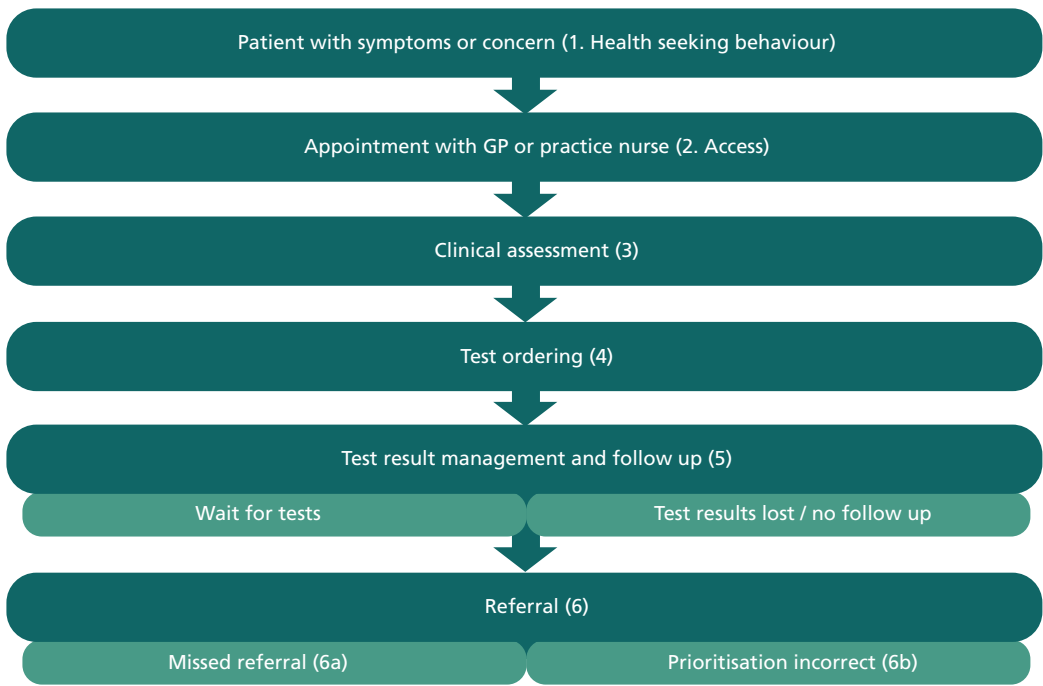 Patient with symptoms or concern (1. Health seeking behaviour)
Appointment with GP or practice nurse (2. Access)
Clinical assessment (3)
Test ordering (4)
Test result management and follow up (5)
Wait for tests
Test results lost / no follow up
Referral (6)
Missed referral (6a)
Prioritisation incorrect (6b)